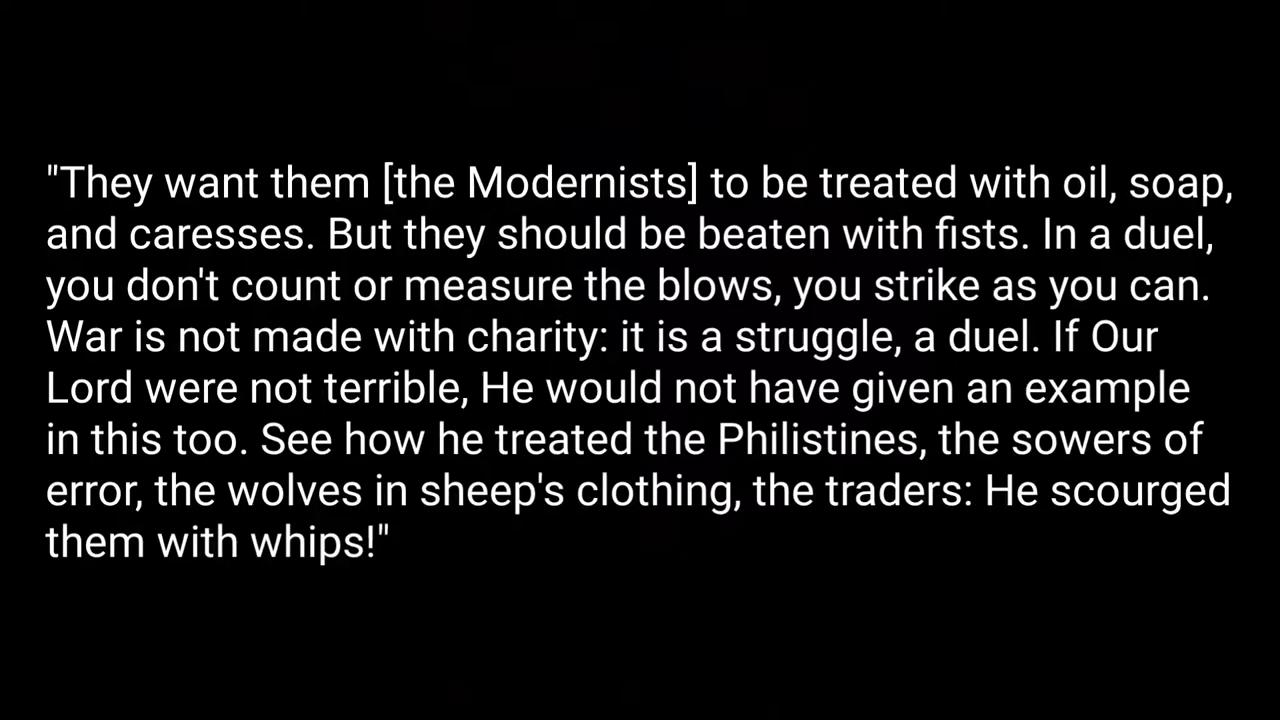 "They want them [the Modernists] to be treated with oil, soap,
and caresses. But they should be beaten with fists. In a duel,
you don't count or measure the blows, you strike as you can.
War is not made with charity: it is a struggle, a duel. If Our
Lord were not terrible, He would not have given an example
in this too. See how he treated the Philistines, the sowers of
error, the wolves in sheep's clothing, the traders: He scourged
them with whips!"